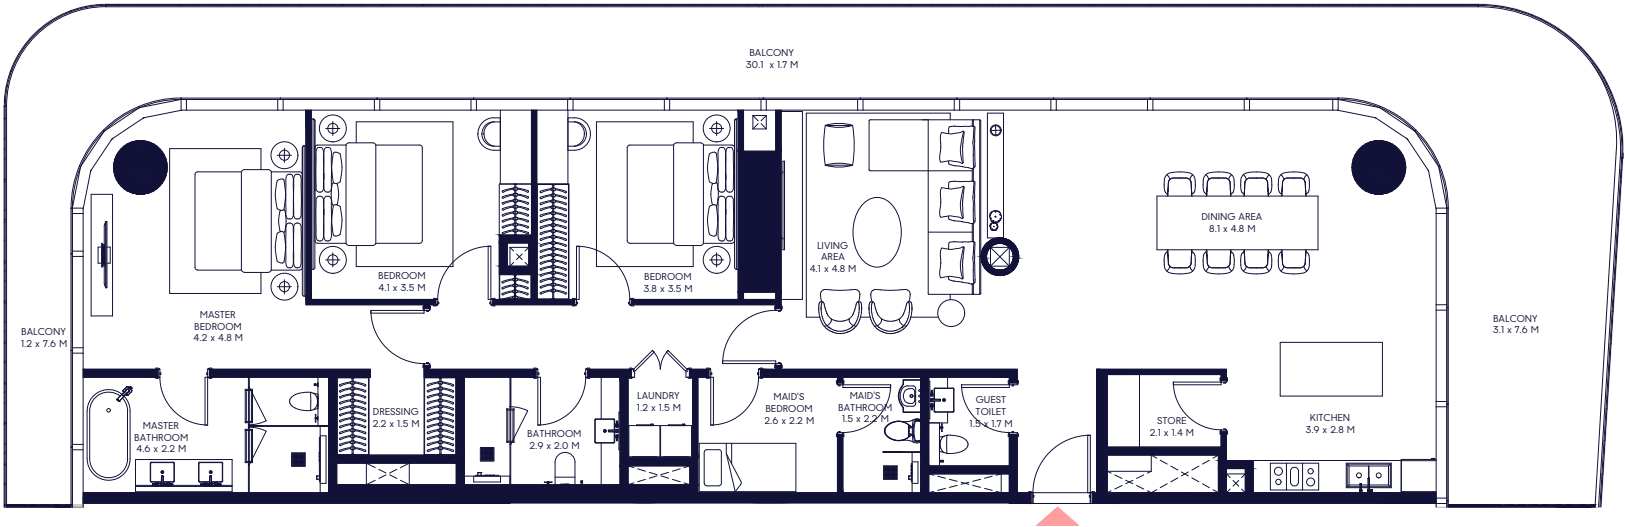 BALCONY
30.1 x 1.7 M
BEDROOM
4.1 x 3.5 M
BEDROOM
3.8 x 3.5 M
LIVING
AREA
4.1 x 4.8 M
DINING AREA
8.1 x 4.8 M
BALCONY
1.2 x 7.6 M
MASTER
BEDROOM
4.2 x 4.8 M
BALCONY
3.1 x 7.6 M
MASTER
BATHROOM
4.6 x 2.2 M
DRESSING
2.2 x 1.5 M
BATHROOM
2.9 x 2.0 M
LAUNDRY
1.2 x 1.5 M
MAID'S
BEDROOM
2.6 x 2.2 M
MAID'S
BATHROOM
1.5 x 2.2 M
GUEST
TOILET
1.5 x 1.7 M
STORE
2.1 x 1.4 M
KITCHEN
3.9 x 2.8 M